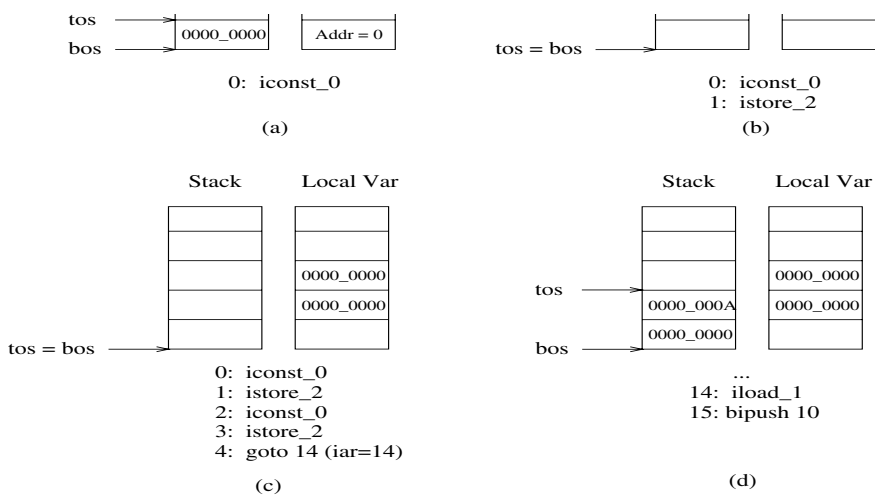 tos
0000_0000 Addr = 0
bos
0: iconst_0
(a)
tos = bos
0: iconst_0
1: istore_2
(b)
Stack Local Var
0000_0000
0000_0000
tos = bos
0: iconst_0
1: istore_2
2: iconst_0
3: istore_2
4: goto 14 (iar=14)
(c)
Stack Local Var
0000_0000
tos
0000_000A 0000_0000
0000_0000
bos
...
14: iload_1
15: bipush 10
(d)